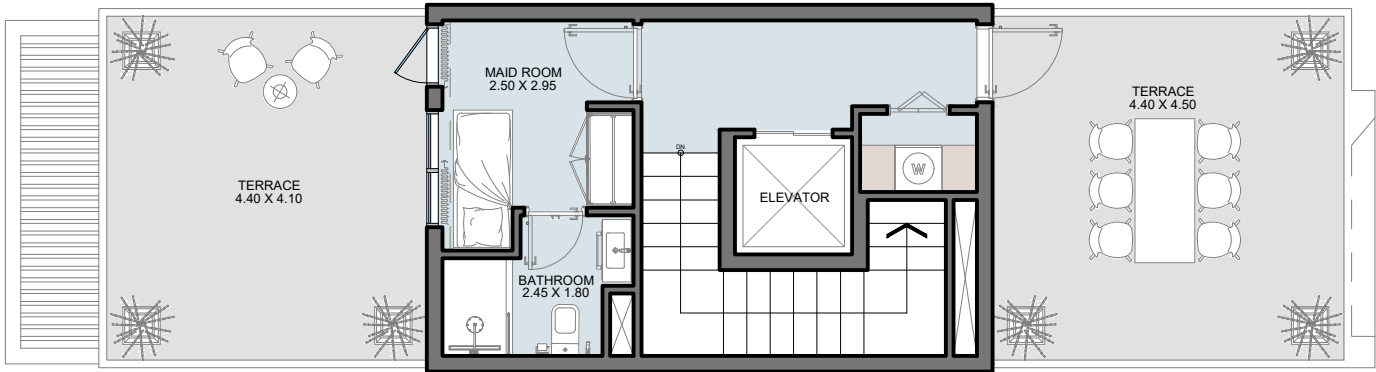 MAID ROOM
2.50 X 2.95
TERRACE
4.40 X 4.50
DN.
W
TERRACE
4.40 X 4.10
ELEVATOR
BATHROOM
2.45 X 1.80